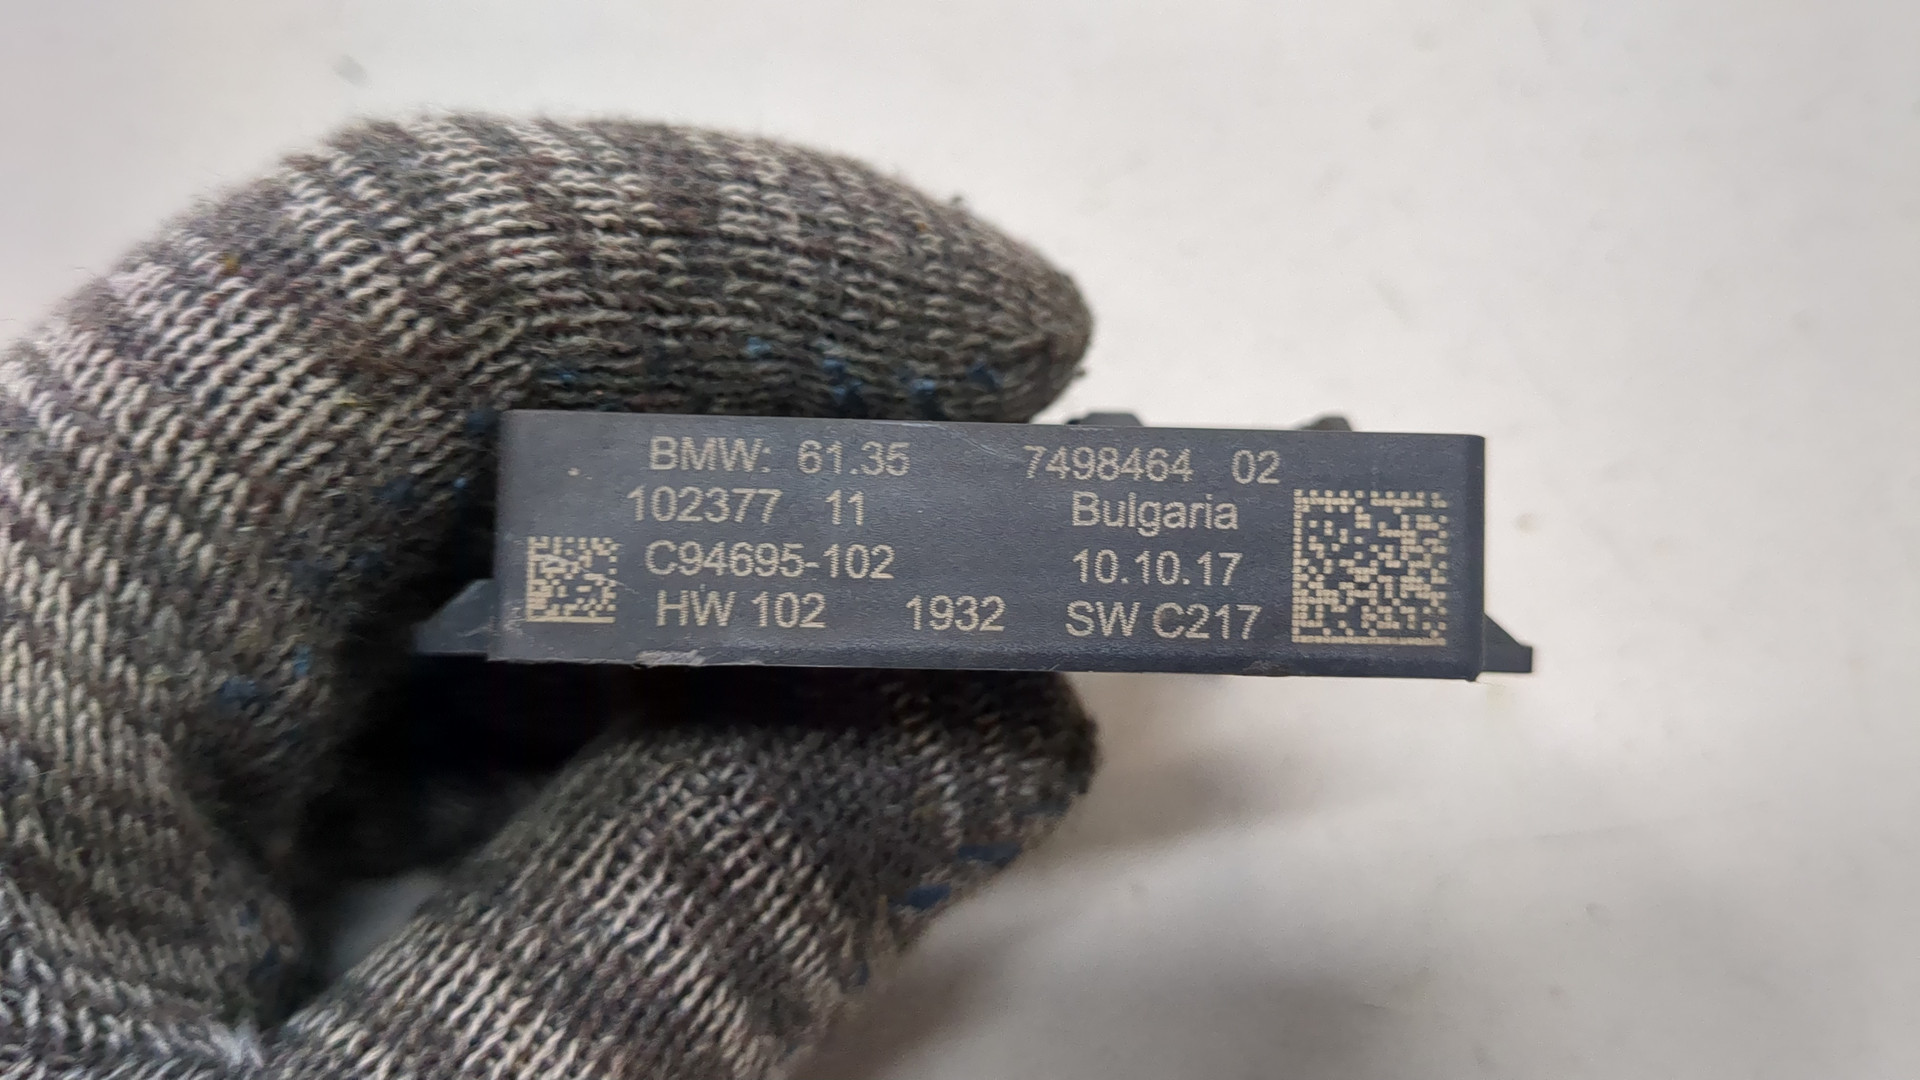 BMW: 61.35 7498464 02
102377 11 Bulgaria
C94695-102 10.10.17
HW 102 1932 SW C217